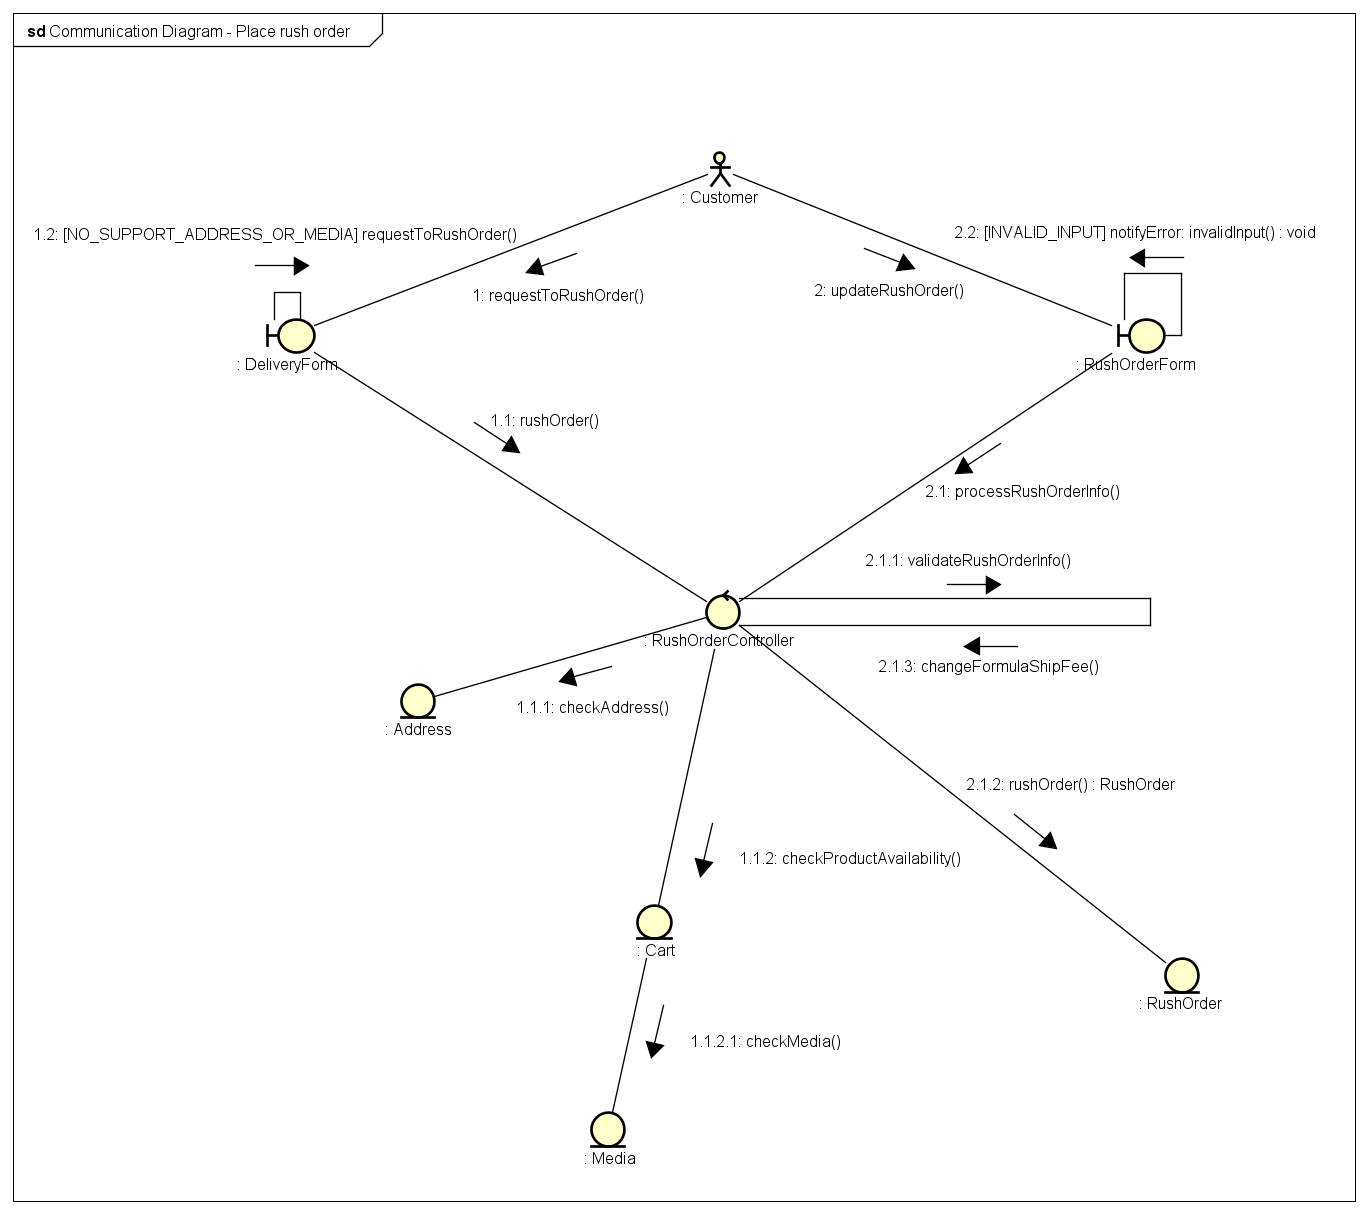 sd Communication Diagram - Place rush order
: Customer
1.2: [NO_SUPPORT_ADDRESS_OR_MEDIA] requestToRushOrder()
2.2: [INVALID_INPUT] notifyError: invalidInput() : void
1: requestToRushOrder()
2: updateRushOrder()
: DeliveryForm
: RushOrderForm
1.1: rushOrder()
2.1: processRushOrderInfo()
2.1.1: validateRushOrderInfo()
: RushOrderController
2.1.3: changeFormulaShipFee()
1.1.1: checkAddress()
: Address
2.1.2: rushOrder() : RushOrder
1.1.2: checkProductAvailability()
: Cart
: RushOrder
1.1.2.1: checkMedia()
: Media